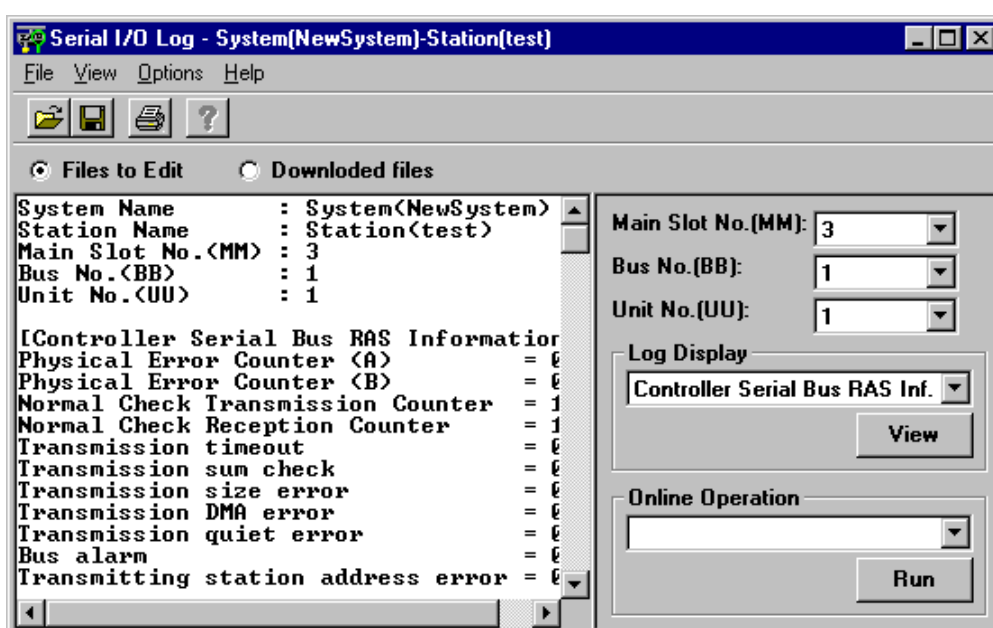 Serial I/O Log - System(NewSystem)-Station(test)
File View Options Help
Files to Edit Downloded files
System Name : System(NewSystem)
Station Name : Station(test)
Main Slot No.(MM) : 3
Bus No.(BB) : 1
Unit No.(UU) : 1
[Controller Serial Bus RAS Information
Physical Error Counter (A) = 0
Physical Error Counter (B) = 0
Normal Check Transmission Counter = 1
Normal Check Reception Counter = 1
Transmission timeout = 0
Transmission sum check = 0
Transmission size error = 0
Transmission DMA error = 0
Transmission quiet error = 0
Bus alarm = 0
Transmitting station address error = 0
Main Slot No.(MM): 3
Bus No.(BB): 1
Unit No.(UU): 1
Log Display
Controller Serial Bus RAS Inf.
View
Online Operation
Run